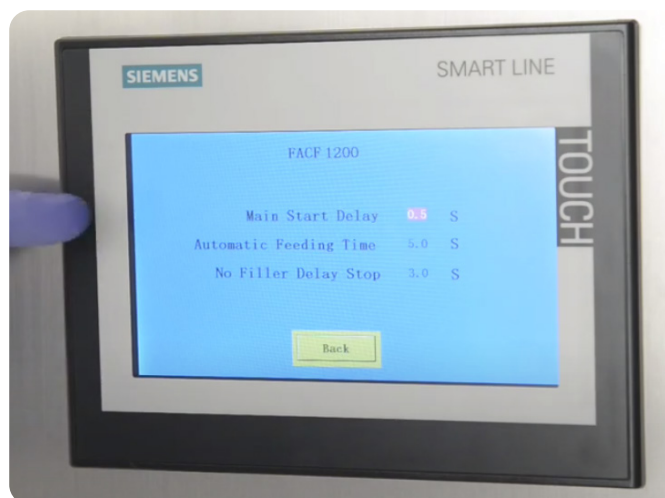 SIEMENS
SMART LINE
TOUCH
FACF 1200
Main Start Delay 0.5 S
Automatic Feeding Time 5.0 S
No Filler Delay Stop 3.0 S
Back